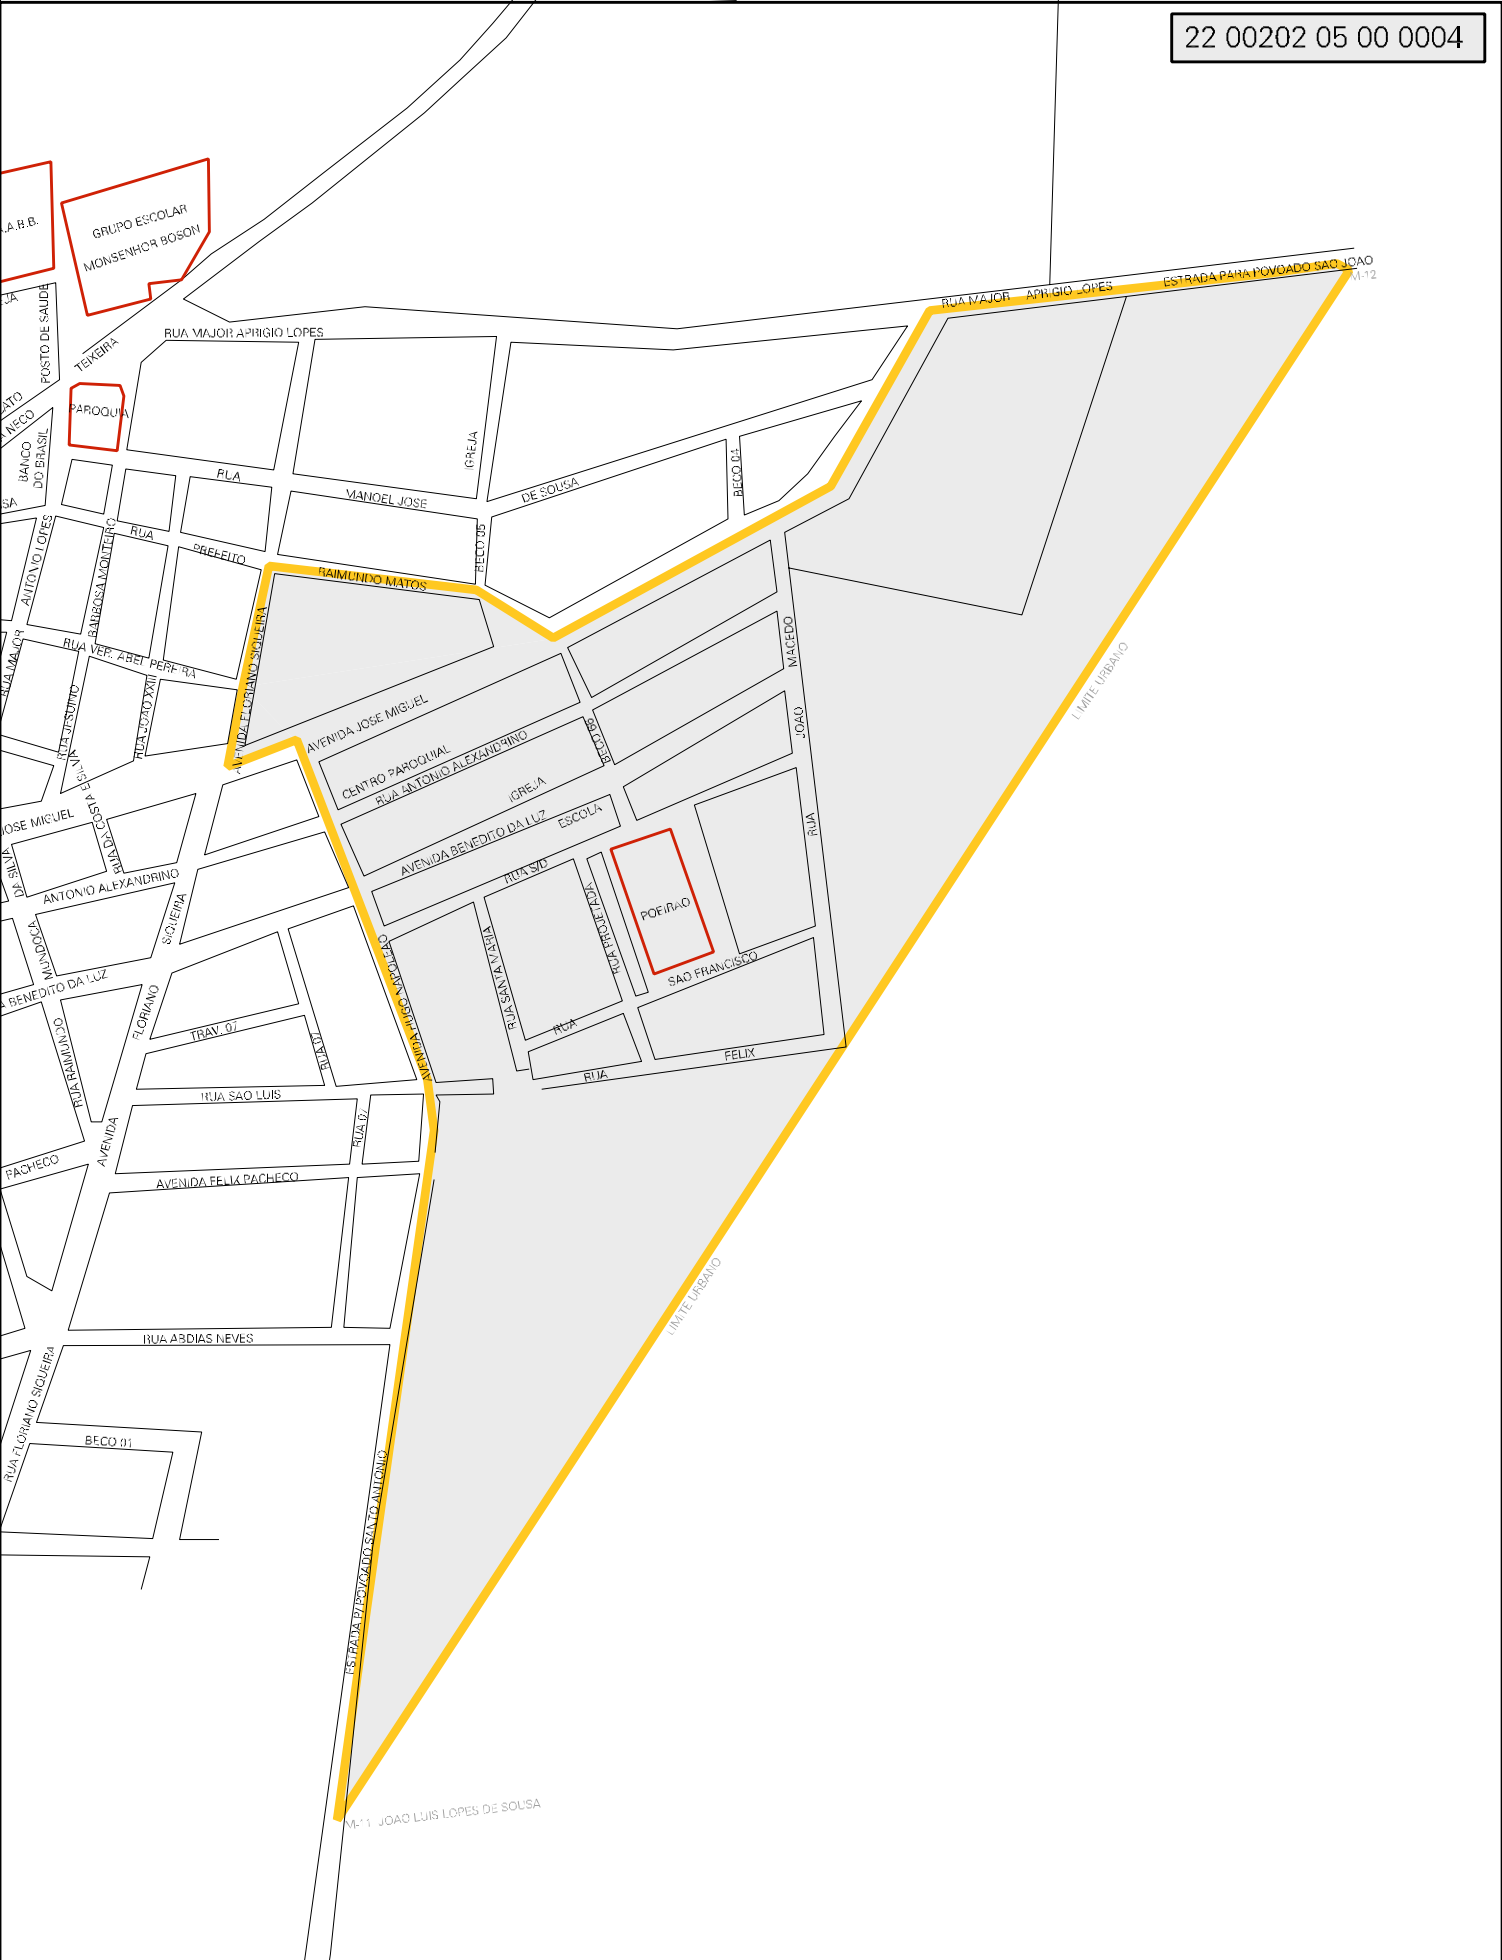 22 00202 05 00 0004
GRUPO ESCOLAR
MONSENHOR BOSON
ESTRADA PARA POVOADO SAO JOAO
M-12
RUA MAJOR APRIGIO LOPES
POSTO DE SAUDE
RUA MAJOR APRIGIO LOPES
TEIXEIRA
PAROQUIA
NECO
BANCO
DO BRASIL
IGREJA
RUA
MANOEL JOSE
DE SOUSA
BECO 04
BECO 05
ANTONIO LOPES
BARBOSA MONTEIRO
RUA
PREFEITO
RAIMUNDO MATOS
AVENIDA FLORIANO SIQUEIRA
RUA MAJOR
RUA VER. ABEL PEREIRA
RUA JESUINO
RUA JOAO XXIII
MACEDO
JOAO
RUA
LIMITE URBANO
AVENIDA JOSE MIGUEL
CENTRO PAROQUIAL
RUA ANTONIO ALEXANDRINO
IGREJA
AVENIDA BENEDITO DA LUZ
ESCOLA
RUA S/D
POEIRAO
RUA PROJETADA
SAO FRANCISCO
RUA SANTA MARIA
RUA
FELIX
RUA
AVENIDA HUGO NAPOLEAO
JOSE MIGUEL
RUA DA COSTA E SILVA
DA SILVA
ANTONIO ALEXANDRINO
SIQUEIRA
MUNDOCA
BENEDITO DA LUZ
FLORIANO
TRAV. 07
RUA 07
RUA RAIMUNDO
RUA SAO LUIS
RUA 07
AVENIDA
PACHECO
AVENIDA FELIX PACHECO
LIMITE URBANO
RUA ABDIAS NEVES
RUA FLORIANO SIQUEIRA
BECO 01
ESTRADA P/ POVOADO SANTO ANTONIO
M-11 JOAO LUIS LOPES DE SOUSA